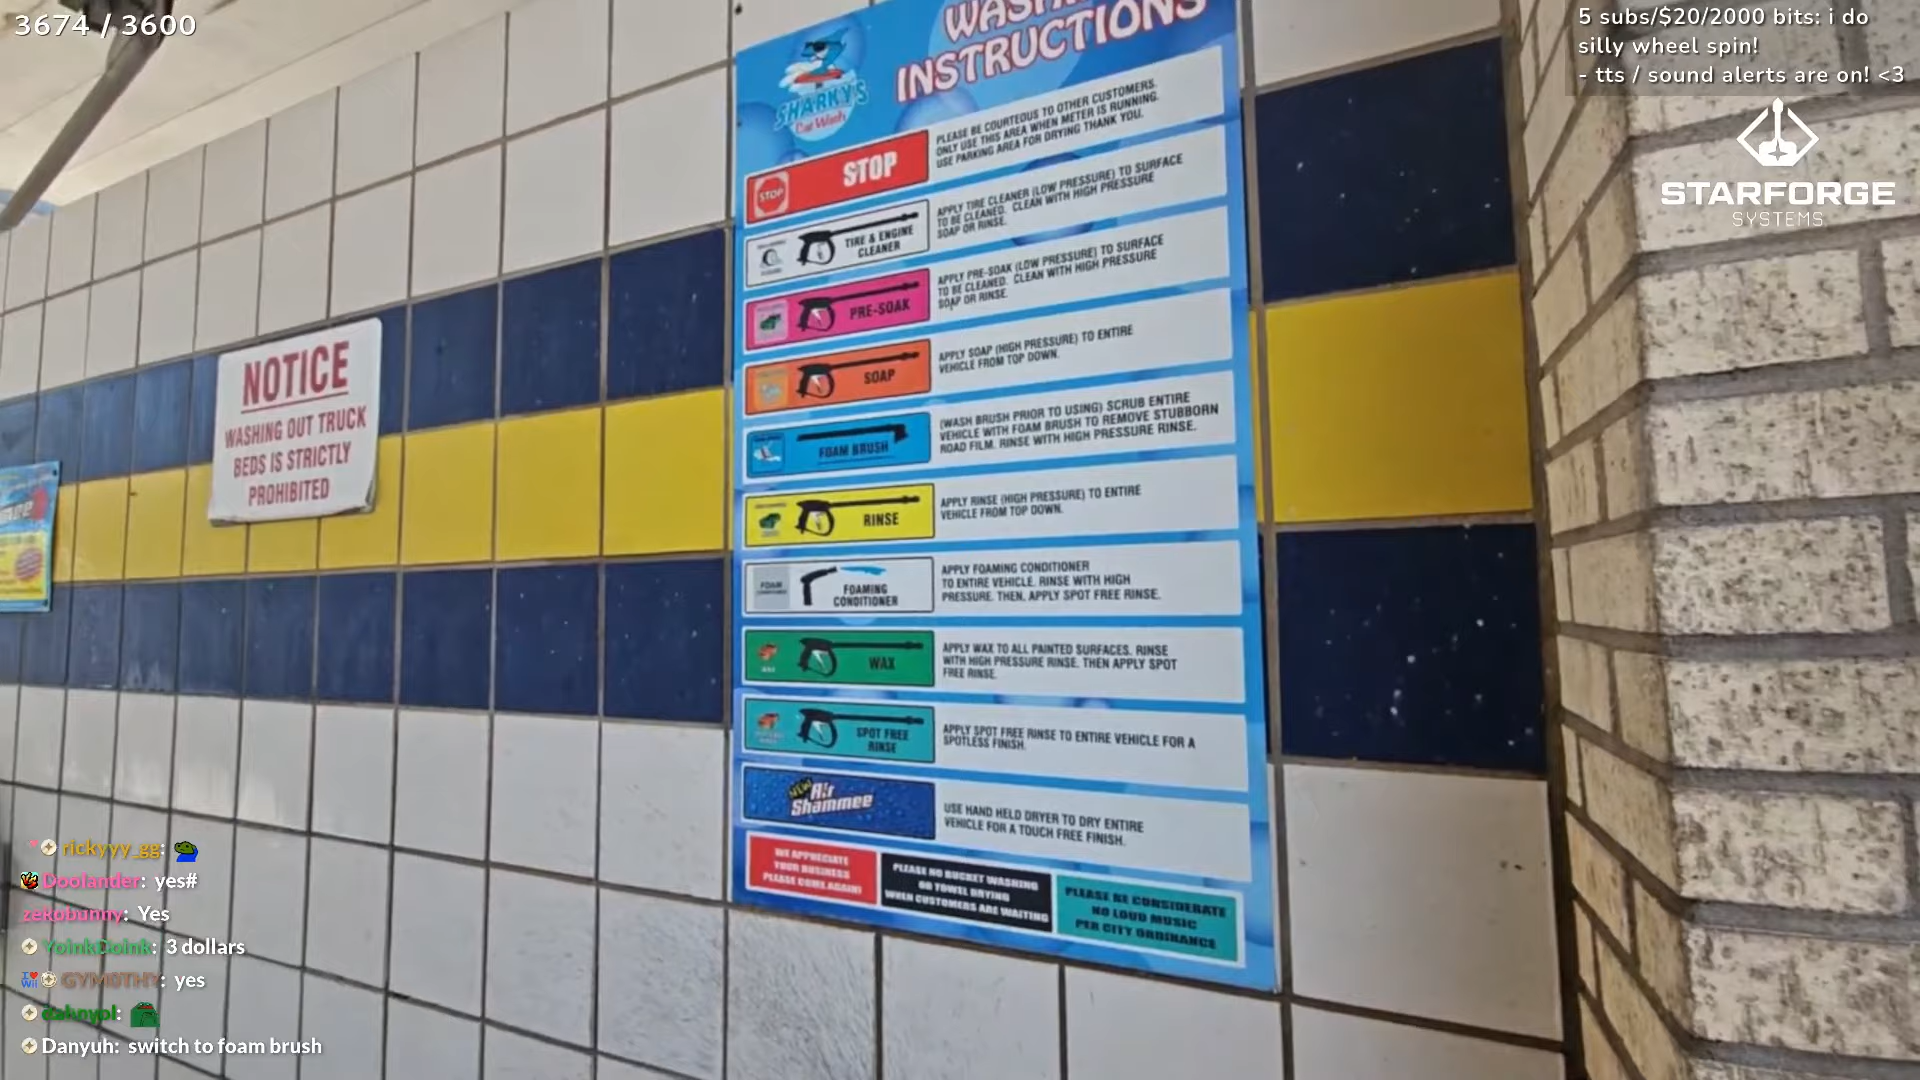 3674 / 3600
5 subs/$20/2000 bits: i do
silly wheel spin!
- tts / sound alerts are on! <3
STARFORGE
SYSTEMS
SHARKY'S
Car Wash
INSTRUCTIONS
STOP
STOP
PLEASE BE COURTEOUS TO OTHER CUSTOMERS.
ONLY USE THIS AREA WHEN METER IS RUNNING.
USE PARKING AREA FOR DRYING THANK YOU.
TIRE & ENGINE
CLEANER
APPLY TIRE CLEANER (LOW PRESSURE) TO SURFACE
TO BE CLEANED. CLEAN WITH HIGH PRESSURE
SOAP OR RINSE.
PRE-SOAK
APPLY PRE-SOAK (LOW PRESSURE) TO SURFACE
TO BE CLEANED. CLEAN WITH HIGH PRESSURE
SOAP OR RINSE.
SOAP
APPLY SOAP (HIGH PRESSURE) TO ENTIRE
VEHICLE FROM TOP DOWN.
FOAM BRUSH
(WASH BRUSH PRIOR TO USING) SCRUB ENTIRE
VEHICLE WITH FOAM BRUSH TO REMOVE STUBBORN
ROAD FILM. RINSE WITH HIGH PRESSURE RINSE.
RINSE
APPLY RINSE (HIGH PRESSURE) TO ENTIRE
VEHICLE FROM TOP DOWN.
FOAMING
CONDITIONER
APPLY FOAMING CONDITIONER
TO ENTIRE VEHICLE. RINSE WITH HIGH
PRESSURE. THEN, APPLY SPOT FREE RINSE.
WAX
APPLY WAX TO ALL PAINTED SURFACES. RINSE
WITH HIGH PRESSURE RINSE. THEN APPLY SPOT
FREE RINSE.
SPOT FREE
RINSE
APPLY SPOT FREE RINSE TO ENTIRE VEHICLE FOR A
SPOTLESS FINISH.
NEW
Air
Shammee
USE HAND HELD DRYER TO DRY ENTIRE
VEHICLE FOR A TOUCH FREE FINISH.
WE APPRECIATE
YOUR BUSINESS
PLEASE COME AGAIN!
PLEASE NO BUCKET WASHING
OR TOWEL DRYING
WHEN CUSTOMERS ARE WAITING
PLEASE BE CONSIDERATE
NO LOUD MUSIC
PER CITY ORDINANCE
NOTICE
WASHING OUT TRUCK
BEDS IS STRICTLY
PROHIBITED
rickyyy_gg:
Doolander: yes#
zekobunny: Yes
YoinkDoink: 3 dollars
GYM0THY: yes
dahnyol:
Danyuh: switch to foam brush